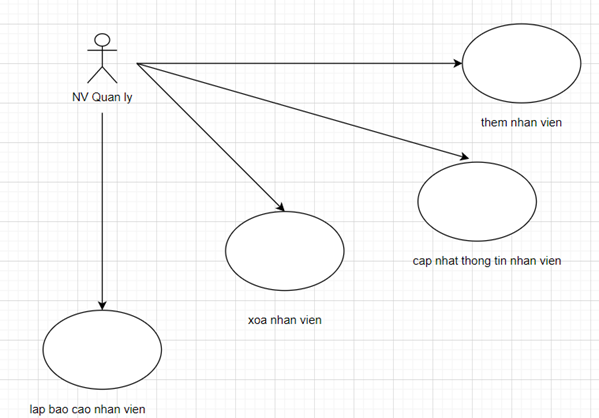 NV Quan ly
them nhan vien
cap nhat thong tin nhan vien
xoa nhan vien
lap bao cao nhan vien